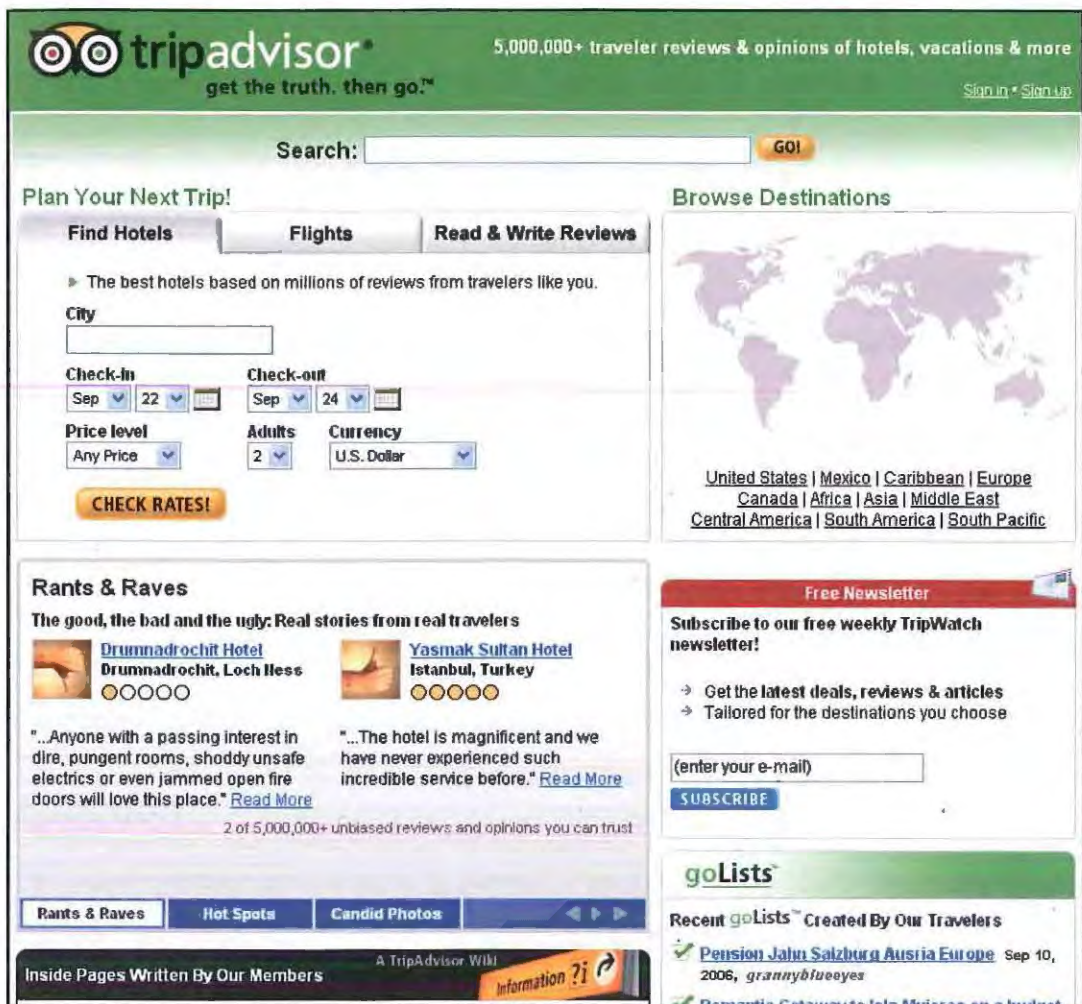 tripadvisor®
get the truth. then go.™
5,000,000+ traveler reviews & opinions of hotels, vacations & more
Sign in • Sign up
Search:
GO!
Plan Your Next Trip!
Find Hotels
Flights
Read & Write Reviews
The best hotels based on millions of reviews from travelers like you.
City
Check-in Check-out
Sep 22 Sep 24
Price level Adults Currency
Any Price 2 U.S. Dollar
CHECK RATES!
Browse Destinations
United States | Mexico | Caribbean | Europe
Canada | Africa | Asia | Middle East
Central America | South America | South Pacific
Rants & Raves
The good, the bad and the ugly: Real stories from real travelers
Drumnadrochit Hotel
Drumnadrochit, Loch Ness
"...Anyone with a passing interest in
dire, pungent rooms, shoddy unsafe
electrics or even jammed open fire
doors will love this place." Read More
Yasmak Sultan Hotel
Istanbul, Turkey
"...The hotel is magnificent and we
have never experienced such
incredible service before." Read More
2 of 5,000,000+ unbiased reviews and opinions you can trust
Rants & Raves Hot Spots Candid Photos
Free Newsletter
Subscribe to our free weekly TripWatch
newsletter!
Get the latest deals, reviews & articles
Tailored for the destinations you choose
(enter your e-mail)
SUBSCRIBE
goLists™
Recent goLists™ Created By Our Travelers
Pension Jahn Salzburg Ausria Europe Sep 10,
2006, grannyblueeyes
Inside Pages Written By Our Members
A TripAdvisor Wiki
Information ?i